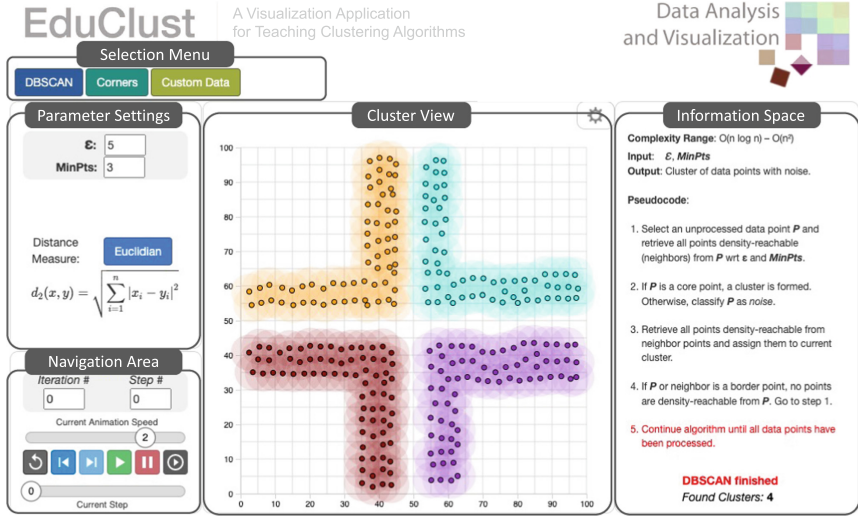 EduClust
A Visualization Application
for Teaching Clustering Algorithms
Data Analysis
and Visualization
Selection Menu
DBSCAN
Corners
Custom Data
Parameter Settings
ε: 5
MinPts: 3
Distance
Measure:
Euclidian
d₂(x, y) = √(∑ⁿᵢ₌₁ |xᵢ − yᵢ|²)
Navigation Area
Iteration #
Step #
0
0
Current Animation Speed
2
0
Current Step
Cluster View
100
90
80
70
60
50
40
30
20
10
0
0 10 20 30 40 50 60 70 80 90 100
Information Space
Complexity Range: O(n log n) – O(n²)
Input: ε, MinPts
Output: Cluster of data points with noise.
Pseudocode:
1. Select an unprocessed data point P and
retrieve all points density-reachable
(neighbors) from P wrt ε and MinPts.
2. If P is a core point, a cluster is formed.
Otherwise, classify P as noise.
3. Retrieve all points density-reachable from
neighbor points and assign them to current
cluster.
4. If P or neighbor is a border point, no points
are density-reachable from P. Go to step 1.
5. Continue algorithm until all data points have
been processed.
DBSCAN finished
Found Clusters: 4